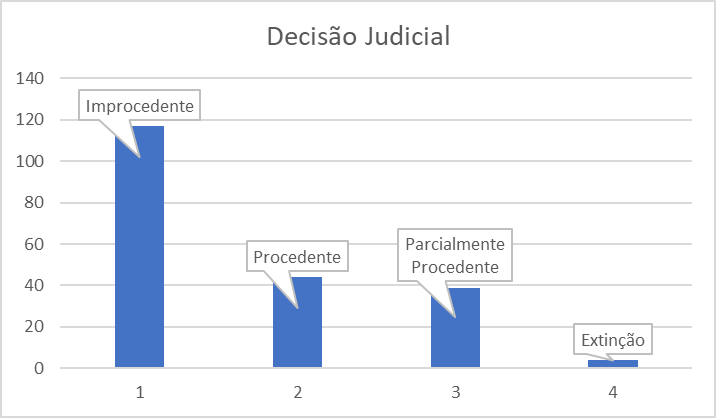 Decisão Judicial
140
120
100
80
60
40
20
0
Improcedente
Procedente
Parcialmente
Procedente
Extinção
1
2
3
4